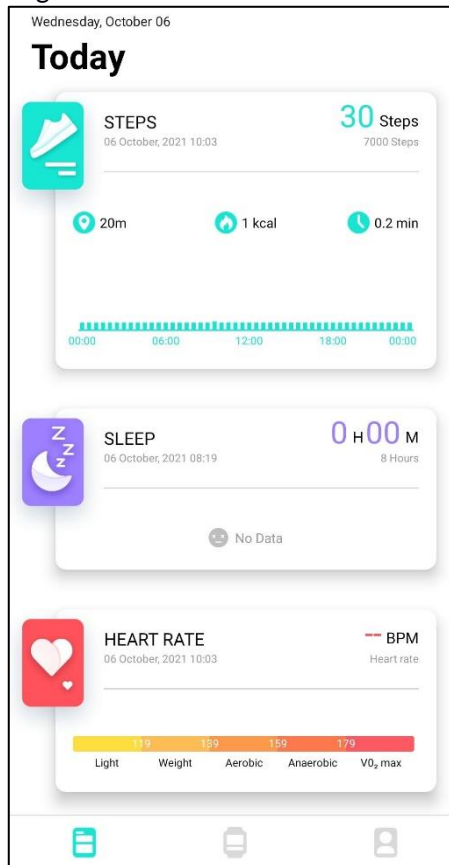 Wednesday, October 06
Today
STEPS
30 Steps
06 October, 2021 10:03
7000 Steps
20m
1 kcal
0.2 min
00:00 06:00 12:00 18:00 00:00
Z
Z
Z
SLEEP
0 H 00 M
06 October, 2021 08:19
8 Hours
No Data
HEART RATE
-- BPM
06 October, 2021 10:03
Heart rate
119 139 159 179
Light Weight Aerobic Anaerobic V0₂ max